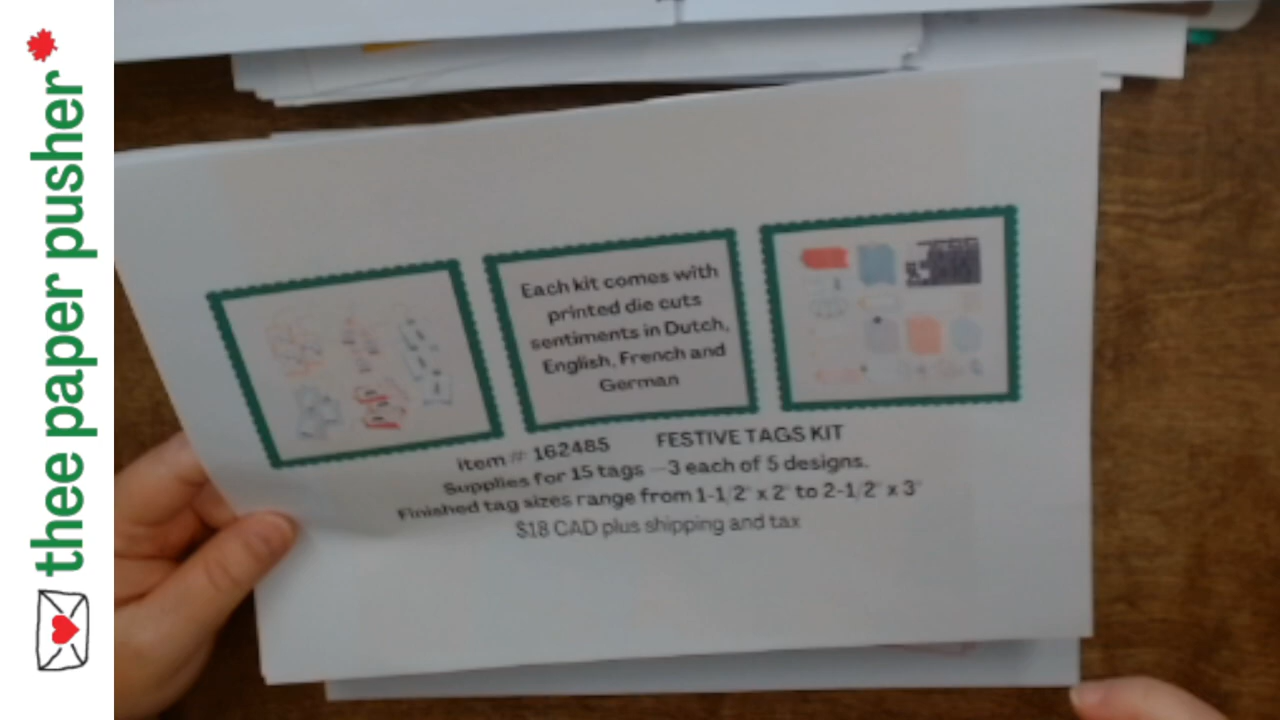 thee paper pusher
Each kit comes with
printed die cuts
sentiments in Dutch,
English, French and
German
Item #: 162485 FESTIVE TAGS KIT
Supplies for 15 tags - 3 each of 5 designs.
Finished tag sizes range from 1-1/2" x 2" to 2-1/2" x 3"
$18 CAD plus shipping and tax